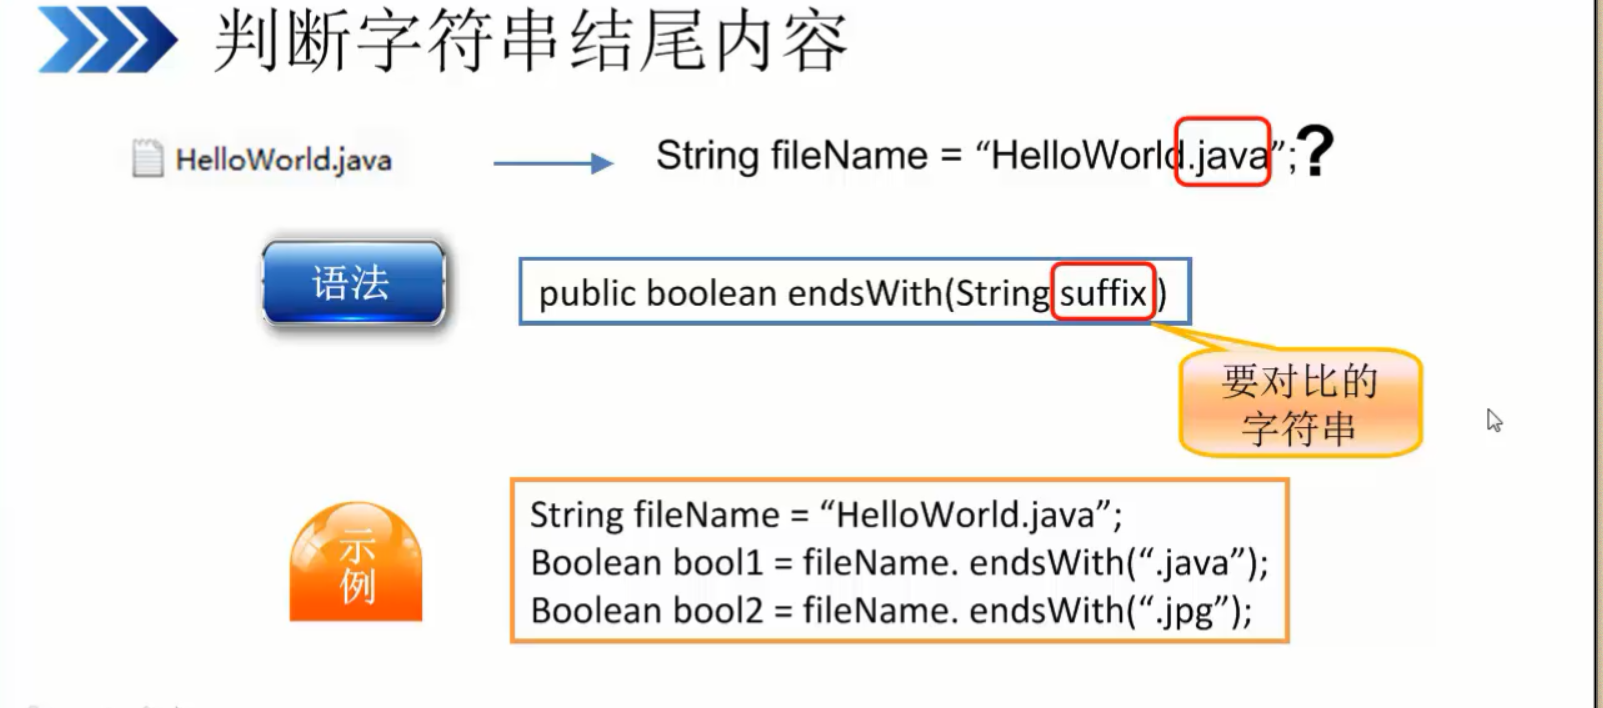 判断字符串结尾内容
HelloWorld.java
String fileName = “HelloWorld.java”;?
语法
public boolean endsWith(String suffix )
要对比的
字符串
示
例
String fileName = “HelloWorld.java”;
Boolean bool1 = fileName. endsWith(“.java”);
Boolean bool2 = fileName. endsWith(“.jpg”);